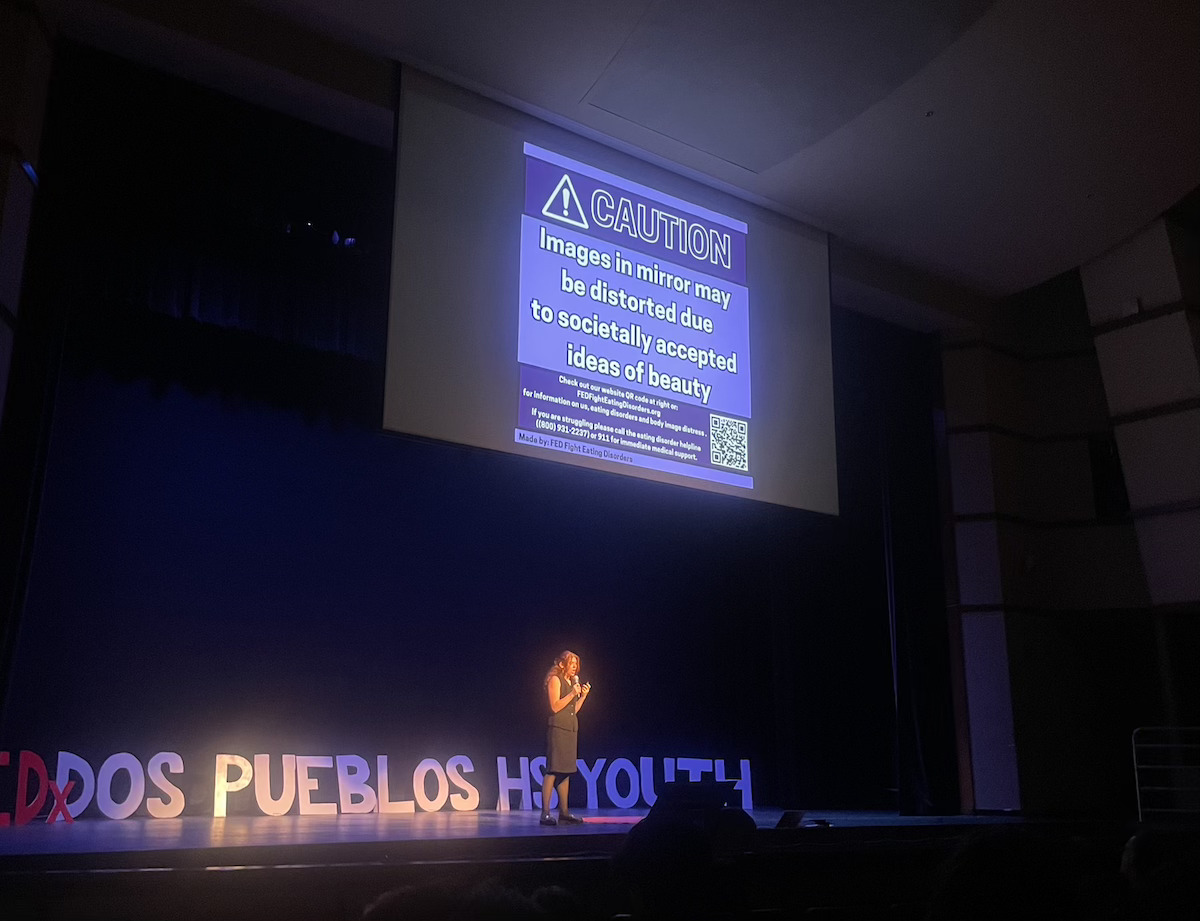 CAUTION
Images in mirror may
be distorted due
to societally accepted
ideas of beauty
Check out our website QR code at right or:
FEDFightEatingDisorders.org
for information on us, eating disorders and body image distress.
If you are struggling please call the eating disorder helpline
((800) 931-2237) or 911 for immediate medical support.
Made by: FED Fight Eating Disorders
EDx DOS PUEBLOS HS YOUTH